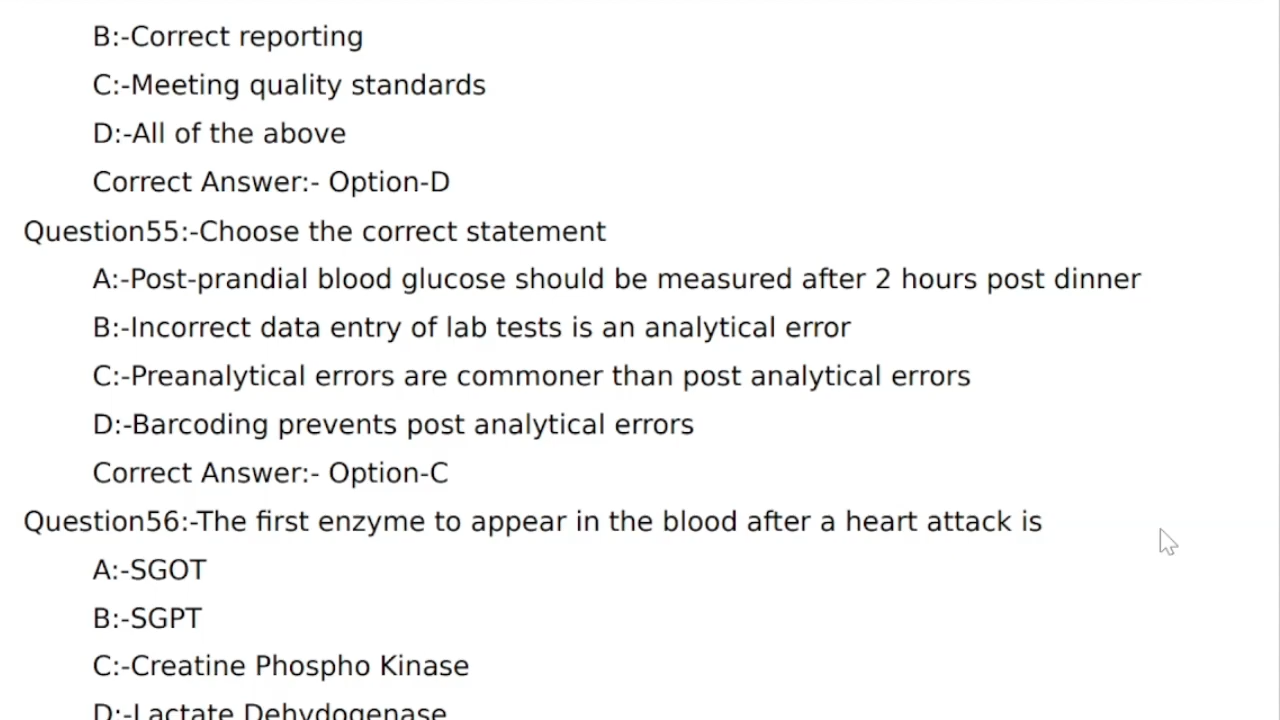 B:-Correct reporting
C:-Meeting quality standards
D:-All of the above
Correct Answer:- Option-D
Question55:-Choose the correct statement
A:-Post-prandial blood glucose should be measured after 2 hours post dinner
B:-Incorrect data entry of lab tests is an analytical error
C:-Preanalytical errors are commoner than post analytical errors
D:-Barcoding prevents post analytical errors
Correct Answer:- Option-C
Question56:-The first enzyme to appear in the blood after a heart attack is
A:-SGOT
B:-SGPT
C:-Creatine Phospho Kinase
D:-Lactate Dehydogenase